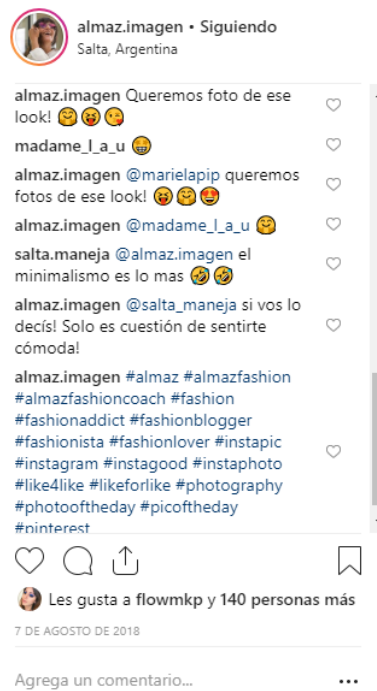 almaz.imagen • Siguiendo
Salta, Argentina
almaz.imagen Queremos foto de ese
look! 🤗😝😘
madame_l_a_u 🤩
almaz.imagen @marielapip queremos
fotos de ese look! 😝🤗😍
almaz.imagen @madame_l_a_u 🤗
salta.maneja @almaz.imagen el
minimalismo es lo mas 🤣🤣
almaz.imagen @salta_maneja si vos lo
decís! Solo es cuestión de sentirte
cómoda!
almaz.imagen #almaz #almazfashion
#almazfashioncoach #fashion
#fashionaddict #fashionblogger
#fashionista #fashionlover #instapic
#instagram #instagood #instaphoto
#like4like #likeforlike #photography
#photooftheday #picoftheday
#pinterest
Les gusta a flowmkp y 140 personas más
7 DE AGOSTO DE 2018
Agrega un comentario...